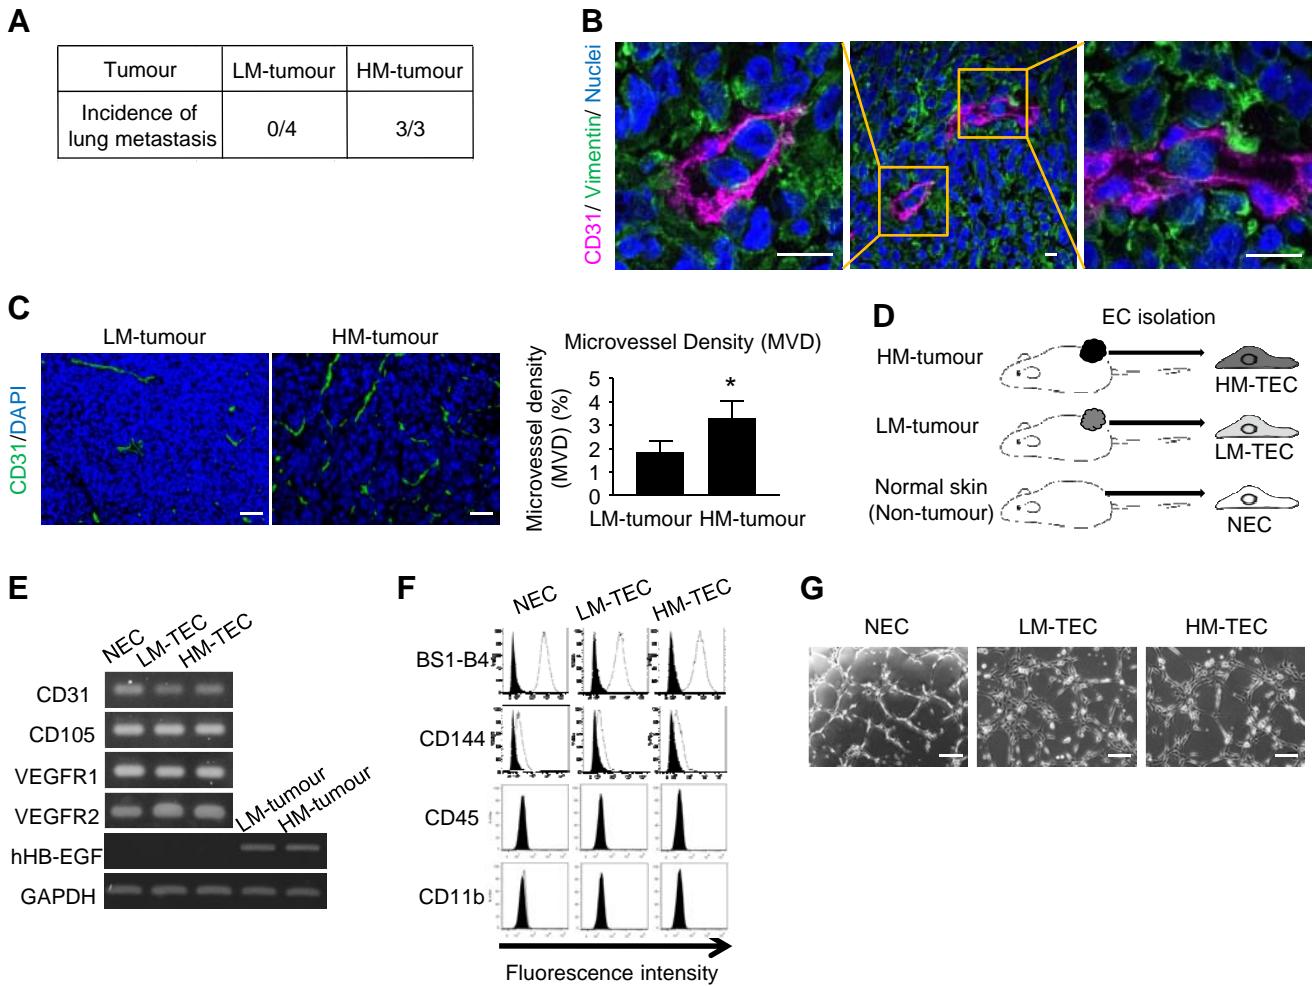 A
Tumour LM-tumour HM-tumour
Incidence of lung metastasis 0/4 3/3
B
CD31/ Vimentin/ Nuclei
C
LM-tumour HM-tumour
CD31/DAPI
Microvessel Density (MVD)
Microvessel density (MVD) (%)
5
4
3
2
1
0
*
LM-tumour HM-tumour
D
EC isolation
HM-tumour
HM-TEC
LM-tumour
LM-TEC
Normal skin
(Non-tumour)
NEC
E
NEC LM-TEC HM-TEC
CD31
CD105
VEGFR1
VEGFR2
LM-tumour HM-tumour
hHB-EGF
GAPDH
F
NEC LM-TEC HM-TEC
BS1-B4
CD144
CD45
CD11b
Fluorescence intensity
G
NEC LM-TEC HM-TEC